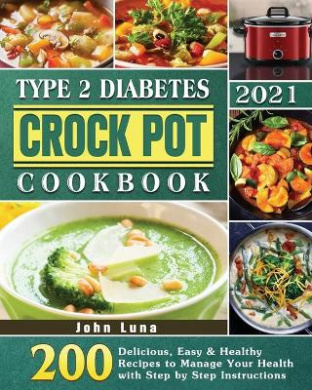 TYPE 2 DIABETES
2021
CROCK POT
COOKBOOK
John Luna
200
Delicious, Easy & Healthy
Recipes to Manage Your Health
with Step by Step Instructions